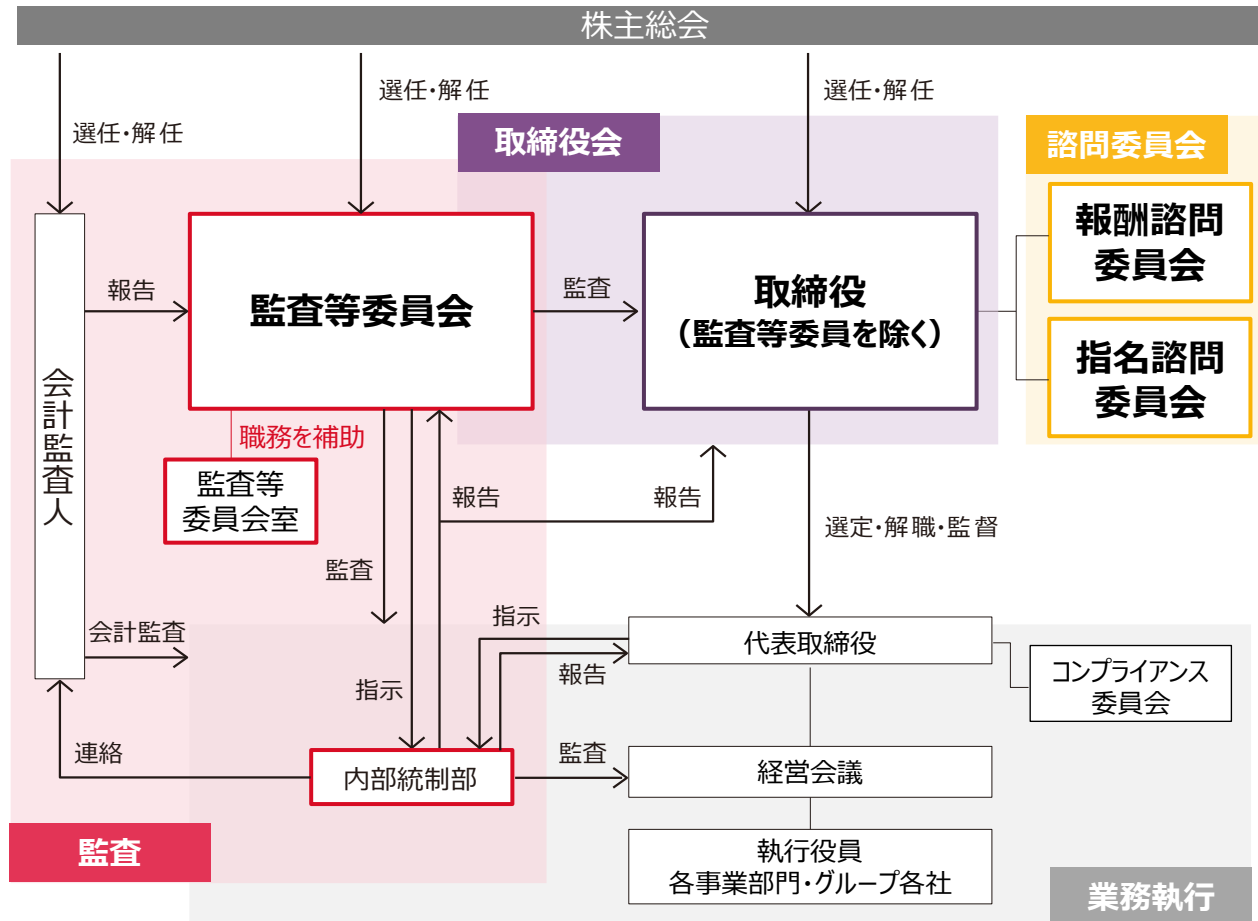 株主総会
選任・解任
選任・解任
選任・解任
取締役会
諮問委員会
報酬諮問
委員会
監査等委員会
取締役
（監査等委員を除く）
報告
監査
指名諮問
委員会
会計監査人
職務を補助
監査等
委員会室
報告
報告
選定・解職・監督
監査
会計監査
指示
代表取締役
報告
コンプライアンス
委員会
指示
連絡
内部統制部
監査
経営会議
監査
執行役員
各事業部門・グループ各社
業務執行